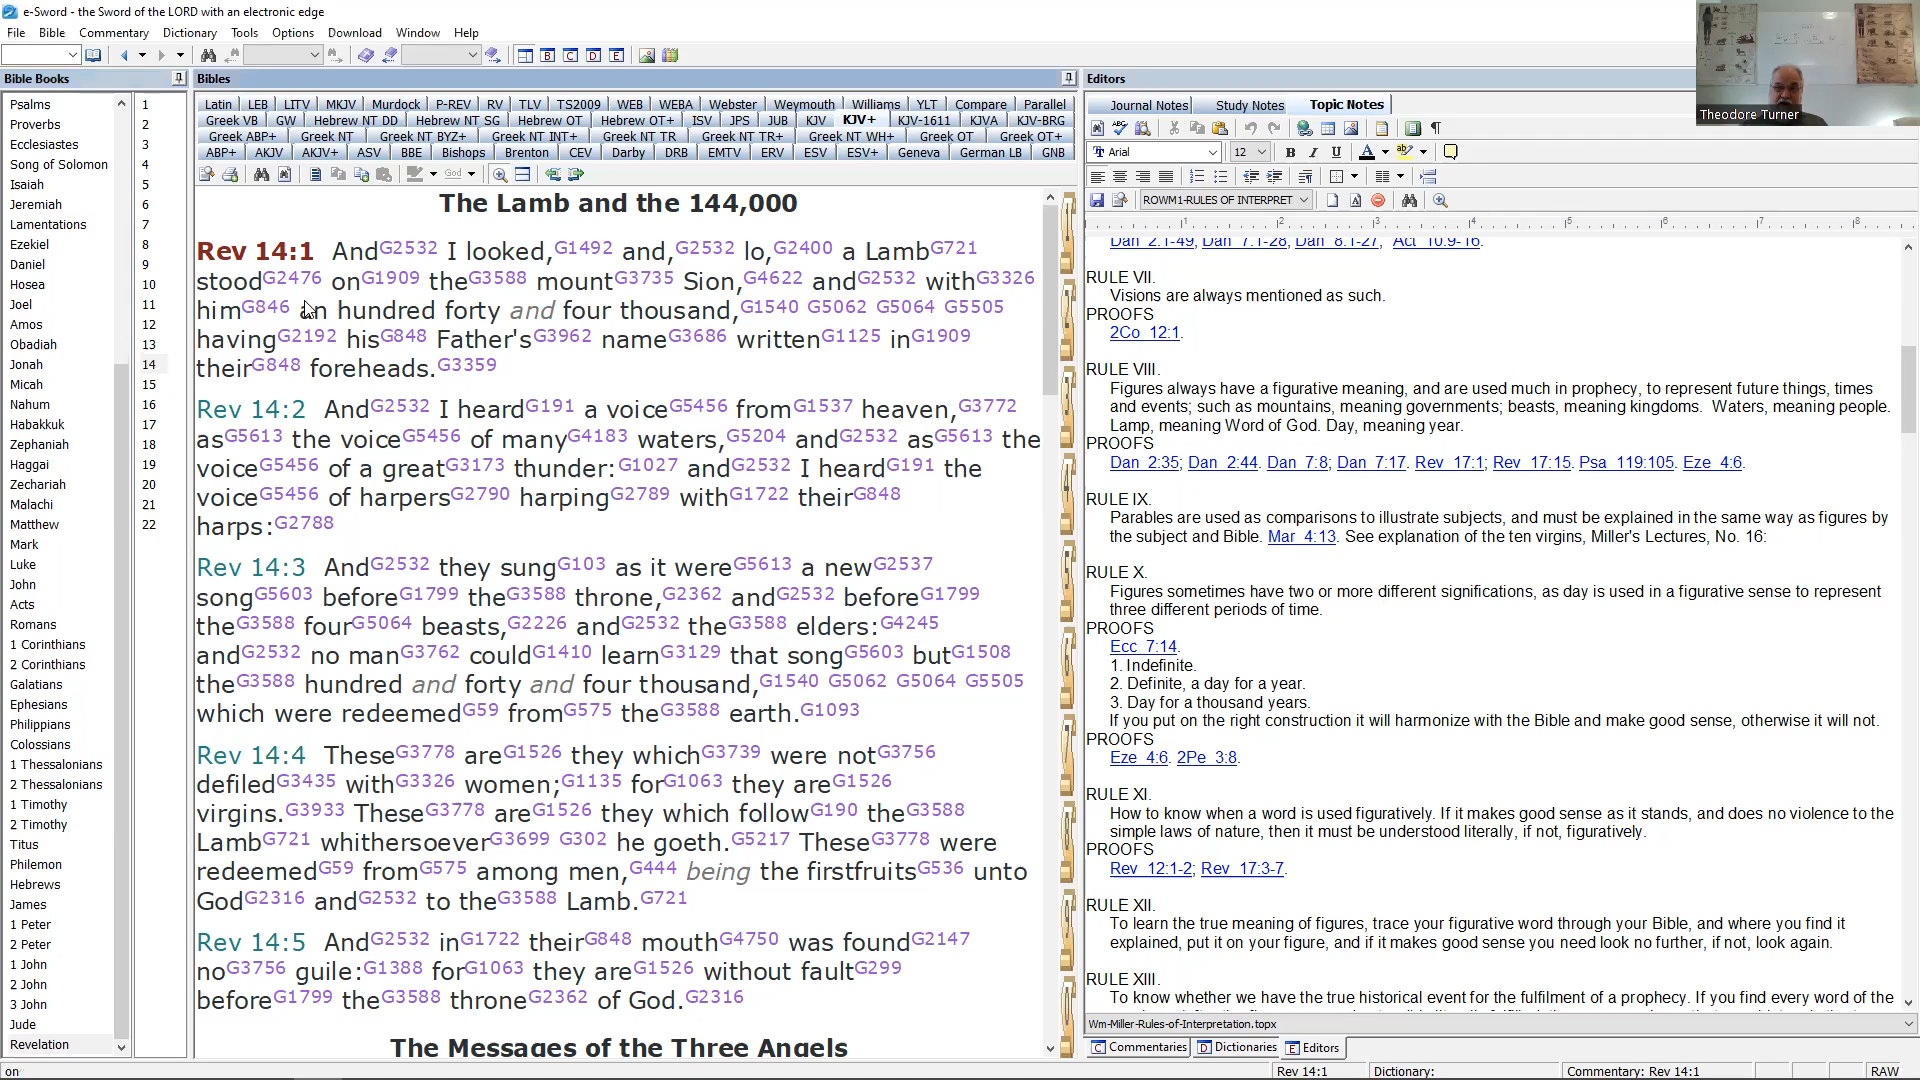 e-Sword - the Sword of the LORD with an electronic edge
File Bible Commentary Dictionary Tools Options Download Window Help
Bible Books
Psalms 1
Proverbs 2
Ecclesiastes 3
Song of Solomon 4
Isaiah 5
Jeremiah 6
Lamentations 7
Ezekiel 8
Daniel 9
Hosea 10
Joel 11
Amos 12
Obadiah 13
Jonah 14
Micah 15
Nahum 16
Habakkuk 17
Zephaniah 18
Haggai 19
Zechariah 20
Malachi 21
Matthew 22
Mark
Luke
John
Acts
Romans
1 Corinthians
2 Corinthians
Galatians
Ephesians
Philippians
Colossians
1 Thessalonians
2 Thessalonians
1 Timothy
2 Timothy
Titus
Philemon
Hebrews
James
1 Peter
2 Peter
1 John
2 John
3 John
Jude
Revelation
Bibles
Latin LEB LITV MKJV Murdock P-REV RV TLV TS2009 WEB WEBA Webster Weymouth Williams YLT Compare Parallel
Greek VB GW Hebrew NT DD Hebrew NT SG Hebrew OT Hebrew OT+ ISV JPS JUB KJV KJV+ KJV-1611 KJVA KJV-BRG
Greek ABP+ Greek NT Greek NT BYZ+ Greek NT INT+ Greek NT TR Greek NT TR+ Greek NT WH+ Greek OT Greek OT+
ABP+ AKJV AKJV+ ASV BBE Bishops Brenton CEV Darby DRB EMTV ERV ESV ESV+ Geneva German LB GNB
God
The Lamb and the 144,000
Rev 14:1 AndG2532 I looked,G1492 and,G2532 lo,G2400 a LambG721
stoodG2476 onG1909 theG3588 mountG3735 Sion,G4622 andG2532 withG3326
himG846 an hundred forty and four thousand,G1540 G5062 G5064 G5505
havingG2192 hisG848 Father'sG3962 nameG3686 writtenG1125 inG1909
theirG848 foreheads.G3359
Rev 14:2 AndG2532 I heardG191 a voiceG5456 fromG1537 heaven,G3772
asG5613 the voiceG5456 of manyG4183 waters,G5204 andG2532 asG5613 the
voiceG5456 of a greatG3173 thunder:G1027 andG2532 I heardG191 the
voiceG5456 of harpersG2790 harpingG2789 withG1722 theirG848
harps:G2788
Rev 14:3 AndG2532 they sungG103 as it wereG5613 a newG2537
songG5603 beforeG1799 theG3588 throne,G2362 andG2532 beforeG1799
theG3588 fourG5064 beasts,G2226 andG2532 theG3588 elders:G4245
andG2532 no manG3762 couldG1410 learnG3129 that songG5603 butG1508
theG3588 hundred and forty and four thousand,G1540 G5062 G5064 G5505
which were redeemedG59 fromG575 theG3588 earth.G1093
Rev 14:4 TheseG3778 areG1526 they whichG3739 were notG3756
defiledG3435 withG3326 women;G1135 forG1063 they areG1526
virgins.G3933 TheseG3778 areG1526 they which followG190 theG3588
LambG721 whithersoeverG3699 G302 he goeth.G5217 TheseG3778 were
redeemedG59 fromG575 among men,G444 being the firstfruitsG536 unto
GodG2316 andG2532 to theG3588 Lamb.G721
Rev 14:5 AndG2532 inG1722 theirG848 mouthG4750 was foundG2147
noG3756 guile:G1388 forG1063 they areG1526 without faultG299
beforeG1799 theG3588 throneG2362 of God.G2316
The Messages of the Three Angels
Editors
Theodore Turner
Journal Notes Study Notes Topic Notes
Arial 12 B I U A ab
ROWM1-RULES OF INTERPRET
1 2 3 4 5 6 7 8
Dan_2:1-49; Dan_7:1-28; Dan_8:1-27, Act_10:9-16.
RULE VII.
Visions are always mentioned as such.
PROOFS
2Co_12:1.
RULE VIII.
Figures always have a figurative meaning, and are used much in prophecy, to represent future things, times
and events; such as mountains, meaning governments; beasts, meaning kingdoms. Waters, meaning people.
Lamp, meaning Word of God. Day, meaning year.
PROOFS
Dan_2:35; Dan_2:44. Dan_7:8; Dan_7:17. Rev_17:1; Rev_17:15. Psa_119:105. Eze_4:6.
RULE IX.
Parables are used as comparisons to illustrate subjects, and must be explained in the same way as figures by
the subject and Bible. Mar_4:13. See explanation of the ten virgins, Miller's Lectures, No. 16:
RULE X.
Figures sometimes have two or more different significations, as day is used in a figurative sense to represent
three different periods of time.
PROOFS
Ecc_7:14.
1. Indefinite.
2. Definite, a day for a year.
3. Day for a thousand years.
If you put on the right construction it will harmonize with the Bible and make good sense, otherwise it will not.
PROOFS
Eze_4:6. 2Pe_3:8.
RULE XI.
How to know when a word is used figuratively. If it makes good sense as it stands, and does no violence to the
simple laws of nature, then it must be understood literally, if not, figuratively.
PROOFS
Rev_12:1-2; Rev_17:3-7.
RULE XII.
To learn the true meaning of figures, trace your figurative word through your Bible, and where you find it
explained, put it on your figure, and if it makes good sense you need look no further, if not, look again.
RULE XIII.
To know whether we have the true historical event for the fulfilment of a prophecy. If you find every word of the
Wm-Miller-Rules-of-Interpretation.topx
C Commentaries D Dictionaries E Editors
on Rev 14:1 Dictionary: Commentary: Rev 14:1 RAW